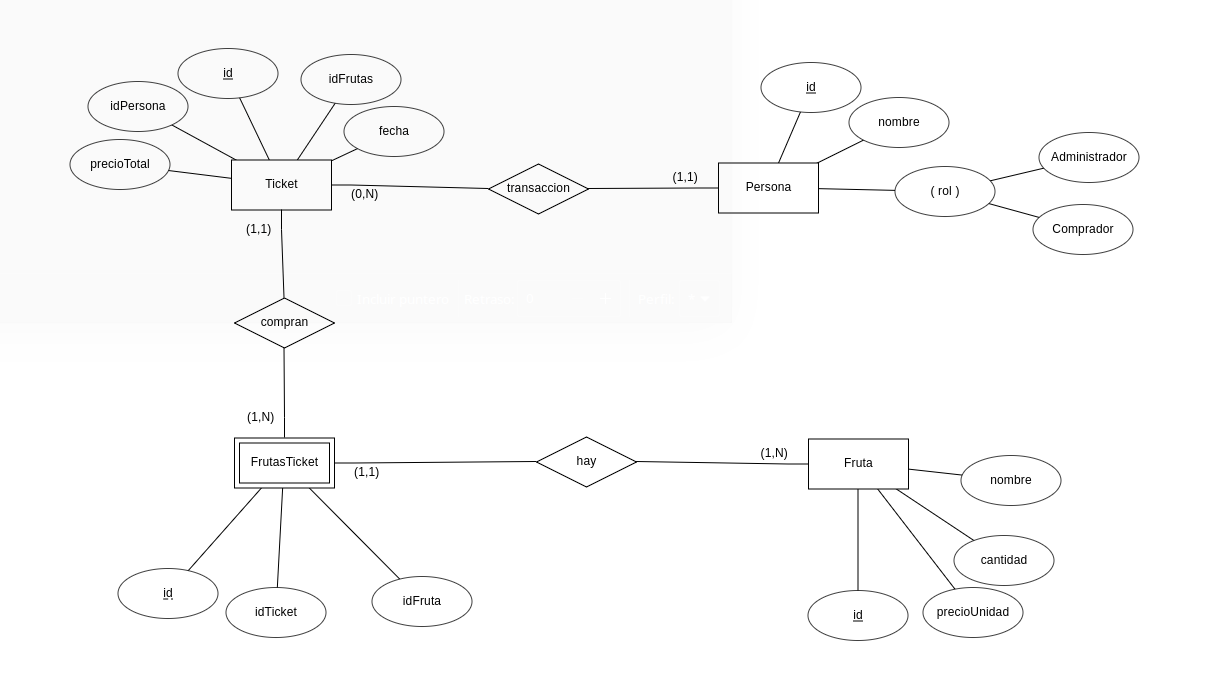 id
idFrutas
idPersona
fecha
precioTotal
Ticket
(0,N)
transaccion
(1,1)
Persona
id
nombre
( rol )
Administrador
Comprador
(1,1)
compran
(1,N)
FrutasTicket
(1,1)
hay
(1,N)
Fruta
nombre
cantidad
precioUnidad
id
id
idTicket
idFruta